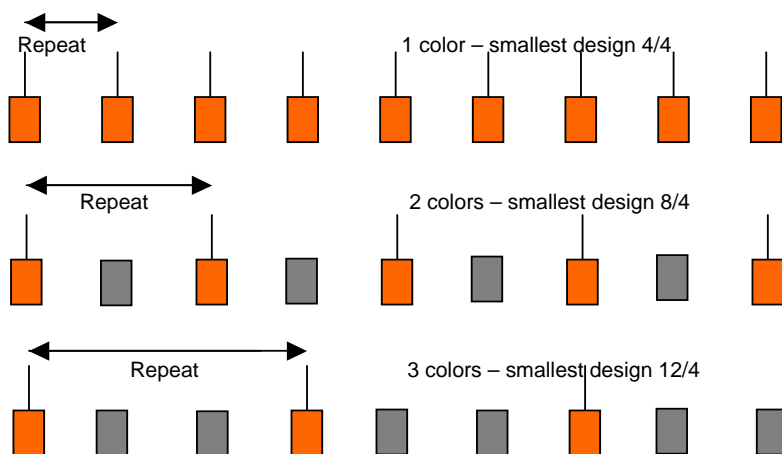 Repeat
1 color – smallest design 4/4
Repeat
2 colors – smallest design 8/4
Repeat
3 colors – smallest design 12/4